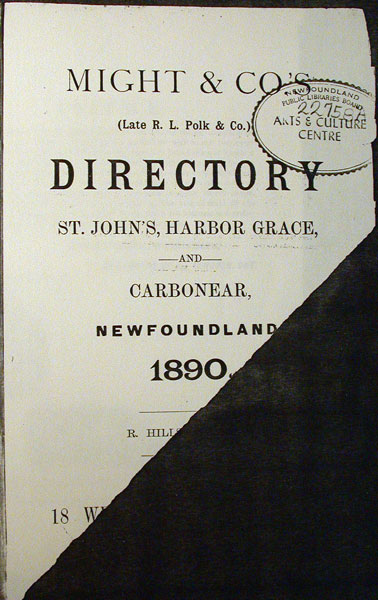 MIGHT & CO'S
(Late R. L. Polk & Co.)
DIRECTORY
ST. JOHN'S, HARBOR GRACE,
—AND—
CARBONEAR,
NEWFOUNDLAND
1890.
R. HILL
18 W
NEWFOUNDLAND
PUBLIC LIBRARIES BOARD
ARTS & CULTURE
CENTRE